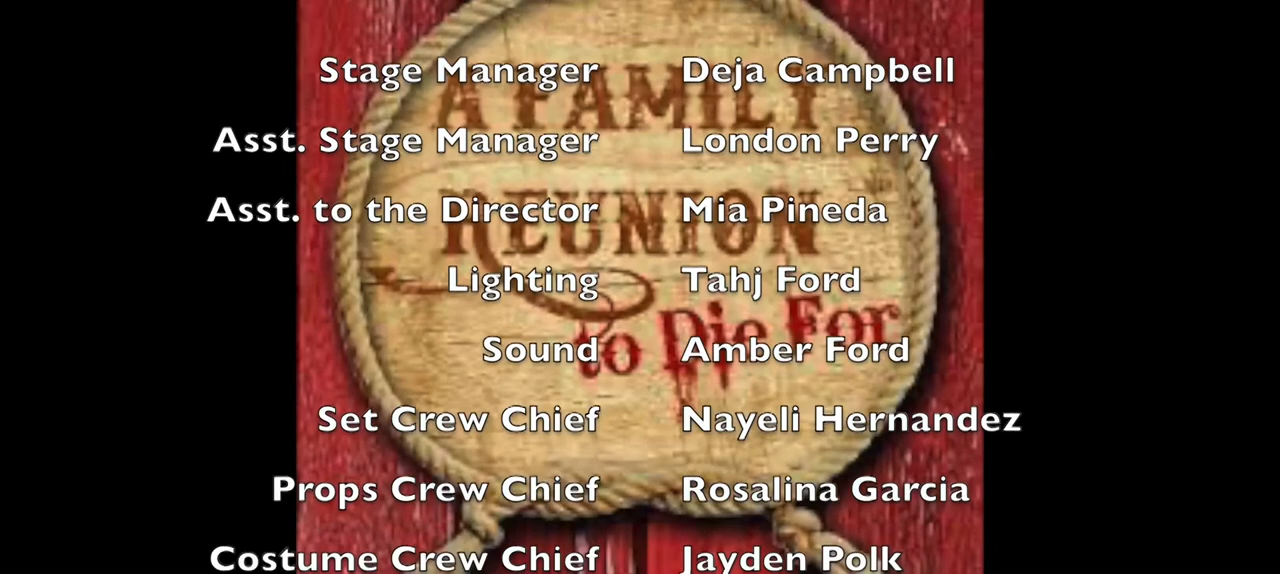 Stage Manager Deja Campbell
A FAMILY
Asst. Stage Manager London Perry
Asst. to the Director Mia Pineda
REUNION
Lighting Tahj Ford
to Die For
Sound Amber Ford
Set Crew Chief Nayeli Hernandez
Props Crew Chief Rosalina Garcia
Costume Crew Chief Jayden Polk